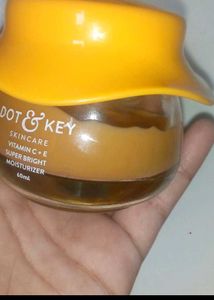 DOT & KEY
SKINCARE
VITAMIN C + E
SUPER BRIGHT
MOISTURIZER
60mL